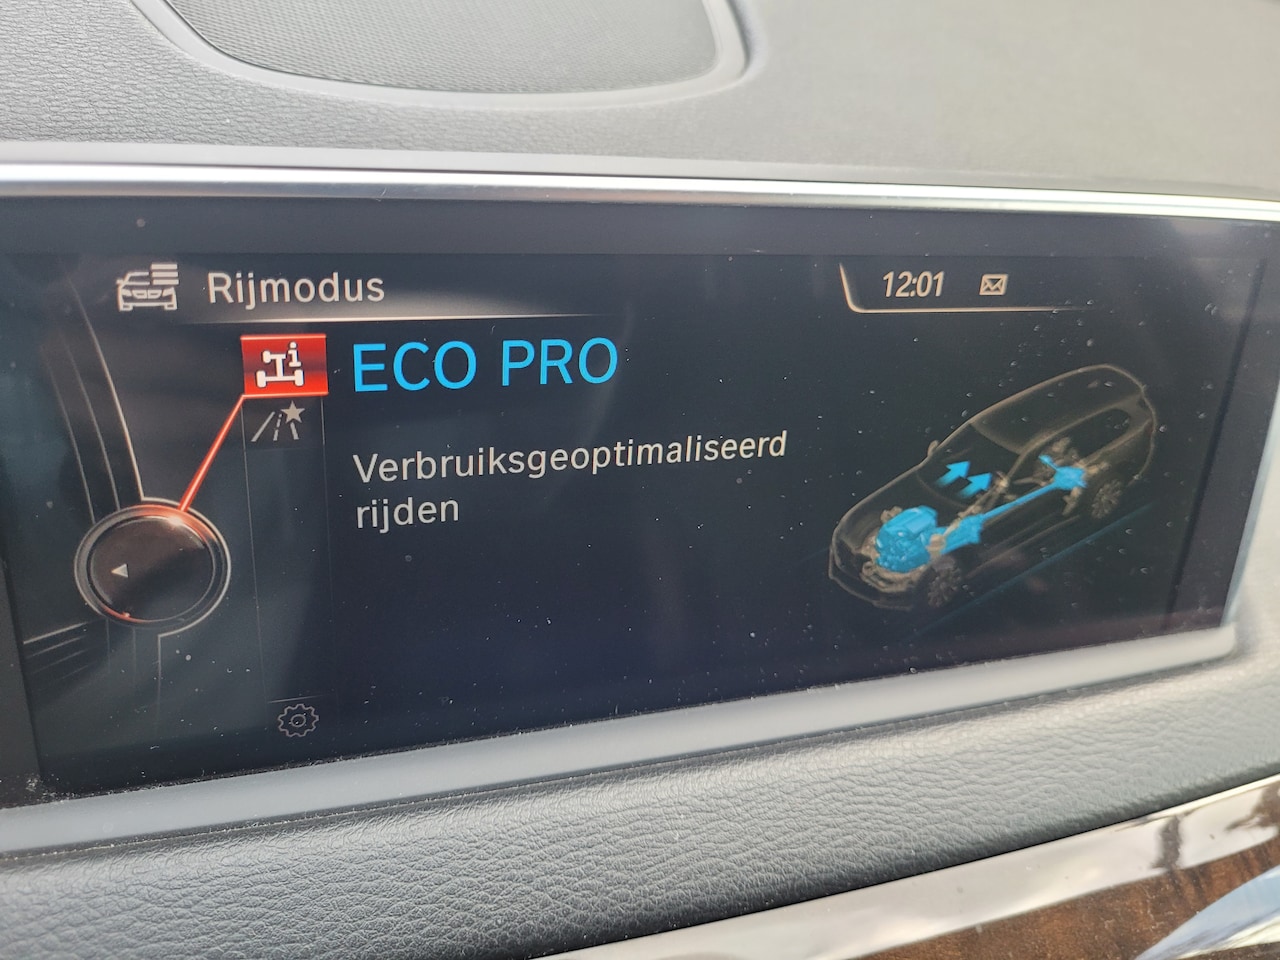 Rijmodus
12:01
ECO PRO
Verbruiksgeoptimaliseerd
rijden